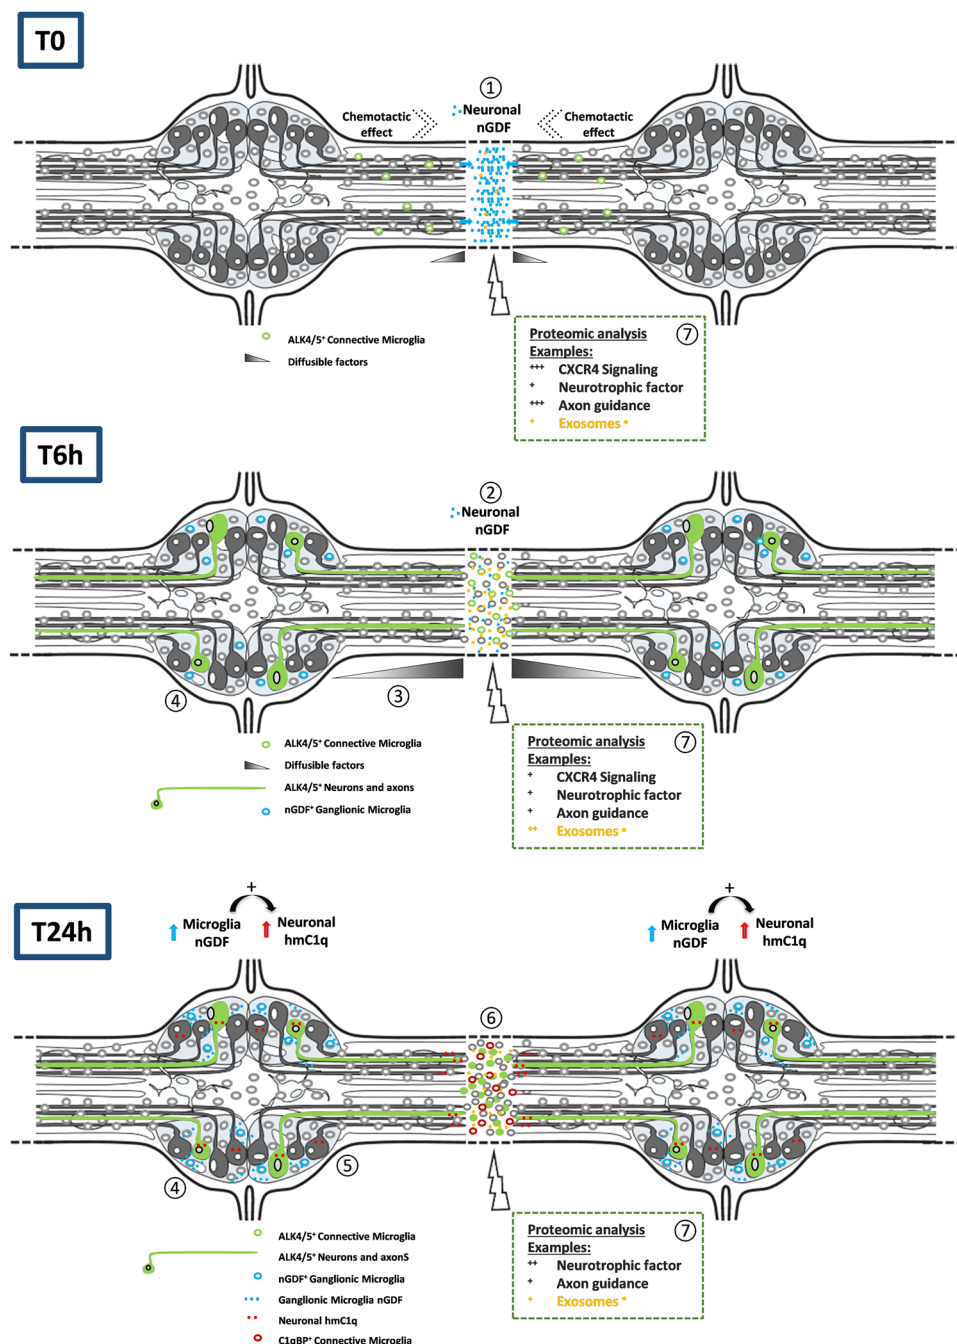 T0
①
Neuronal
nGDF
Chemotactic
effect
Chemotactic
effect
ALK4/5⁺ Connective Microglia
Diffusible factors
Proteomic analysis
⑦
Examples:
+++ CXCR4 Signaling
+ Neurotrophic factor
+++ Axon guidance
+ Exosomes
T6h
②
Neuronal
nGDF
④
③
ALK4/5⁺ Connective Microglia
Diffusible factors
ALK4/5⁺ Neurons and axons
nGDF⁺ Ganglionic Microglia
Proteomic analysis
⑦
Examples:
+ CXCR4 Signaling
+ Neurotrophic factor
+ Axon guidance
++ Exosomes
T24h
+
Microglia
nGDF
Neuronal
hmC1q
+
Microglia
nGDF
Neuronal
hmC1q
⑥
④
⑤
ALK4/5⁺ Connective Microglia
ALK4/5⁺ Neurons and axonS
nGDF⁺ Ganglionic Microglia
Ganglionic Microglia nGDF
Neuronal hmC1q
C1qBP⁺ Connective Microglia
Proteomic analysis
⑦
Examples:
++ Neurotrophic factor
+ Axon guidance
+ Exosomes